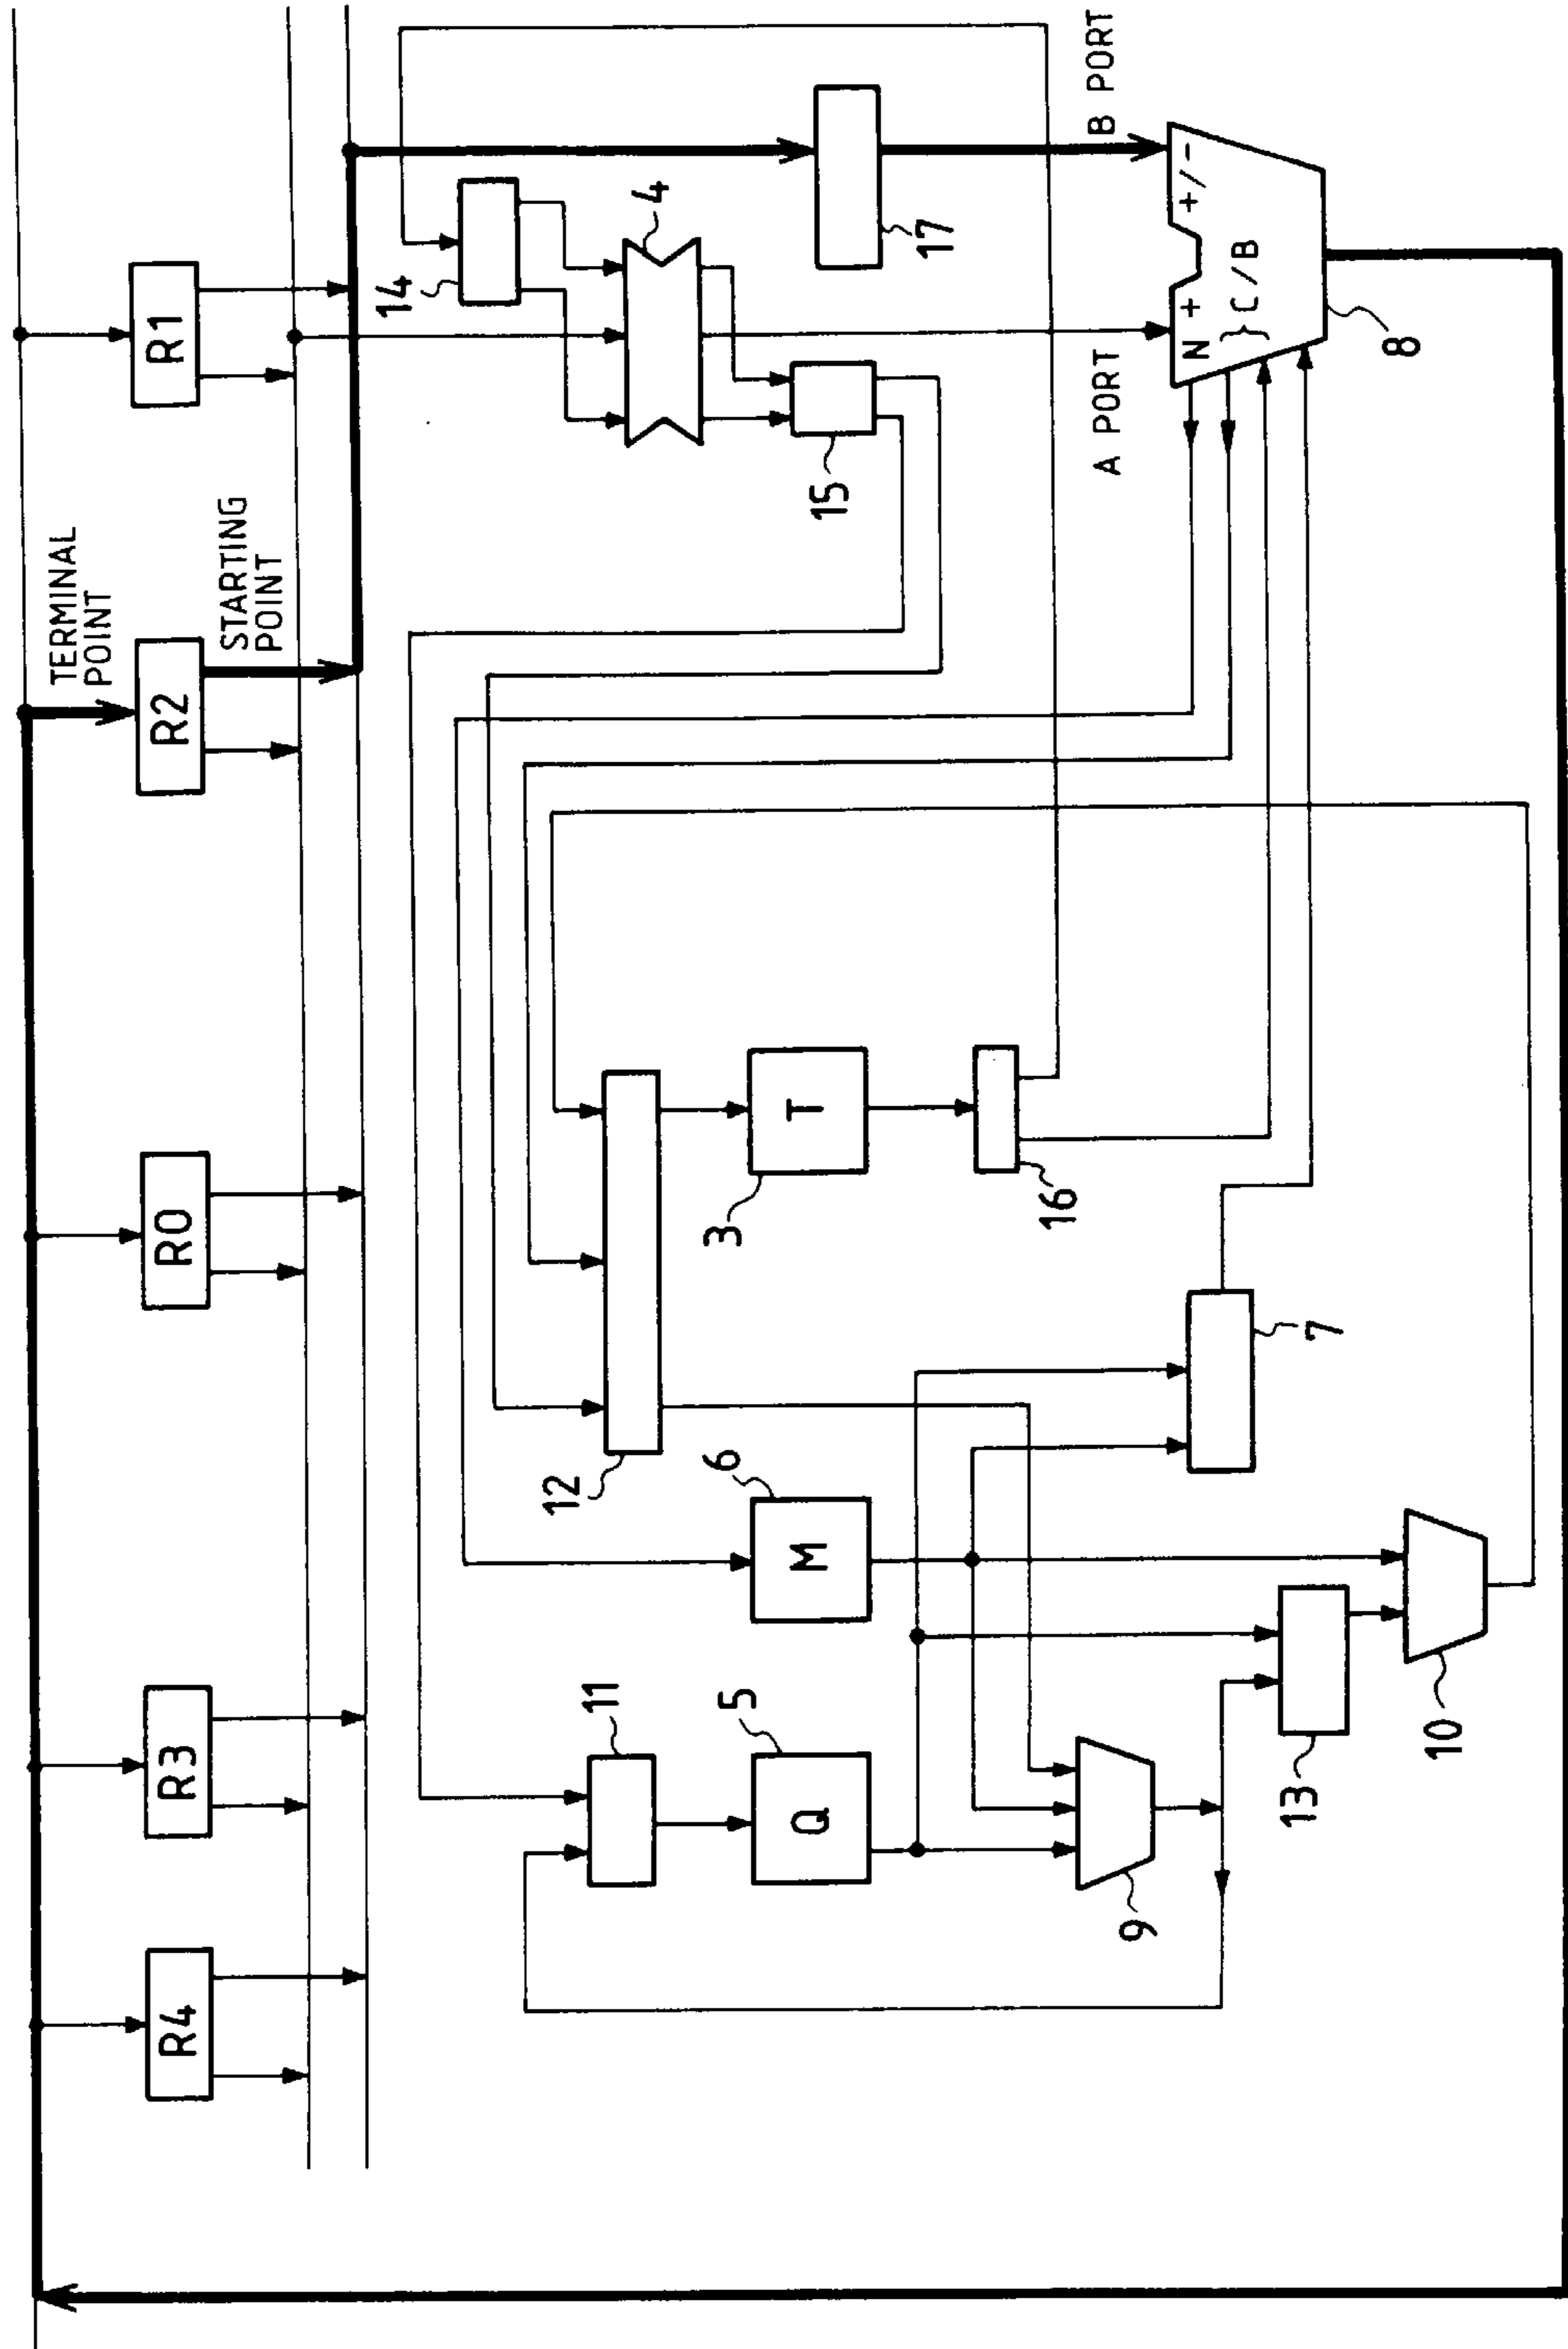 R4
R3
R0
R2
R1
TERMINAL
POINT
STARTING
POINT
14
4
11
12
5
6
3
15
17
Q
M
T
9
16
A PORT
B PORT
13
7
N + +/-
}C/B
10
8